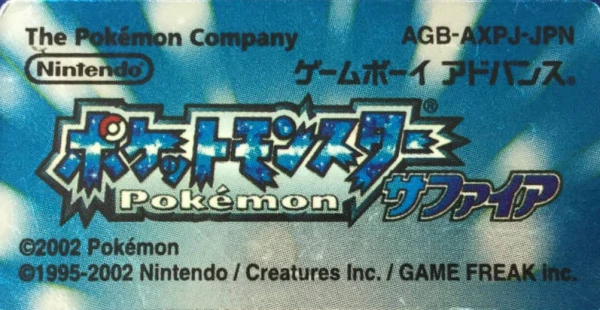 The Pokémon Company
AGB-AXPJ-JPN
Nintendo
ゲームボーイ アドバンス®
ポケットモンスター®
Pokémon
サファイア
©2002 Pokémon
©1995-2002 Nintendo / Creatures Inc. / GAME FREAK inc.